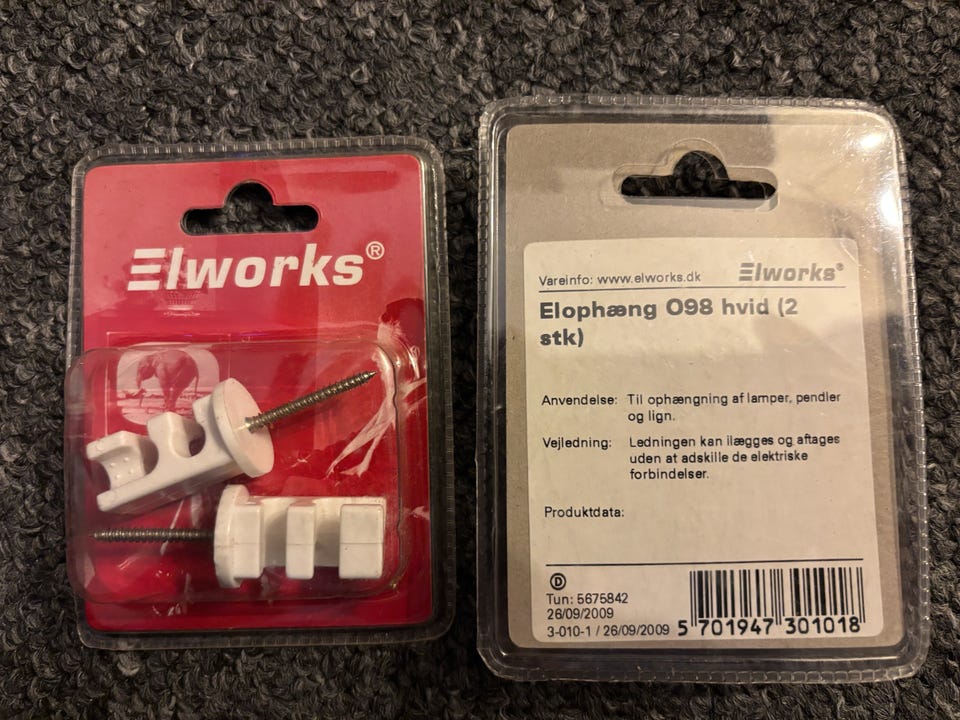 Elworks®
Vareinfo: www.elworks.dk
Elworks®
Elophæng O98 hvid (2
stk)
Anvendelse: Til ophængning af lamper, pendler
og lign.
Vejledning: Ledningen kan ilægges og aftages
uden at adskille de elektriske
forbindelser.
Produktdata:
D
Tun: 5675842
26/09/2009
3-010-1 / 26/09/2009
5 701947 301018